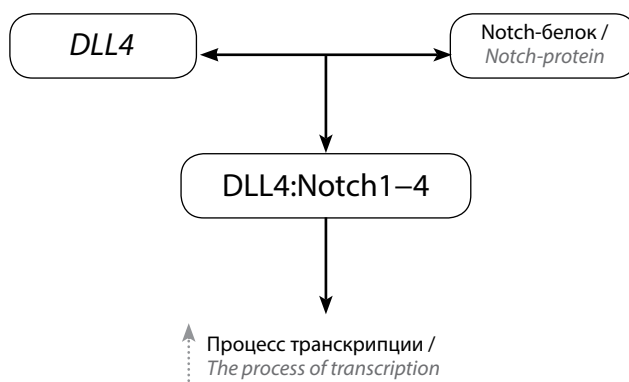 DLL4
Notch-белок /
Notch-protein
DLL4:Notch1–4
Процесс транскрипции /
The process of transcription